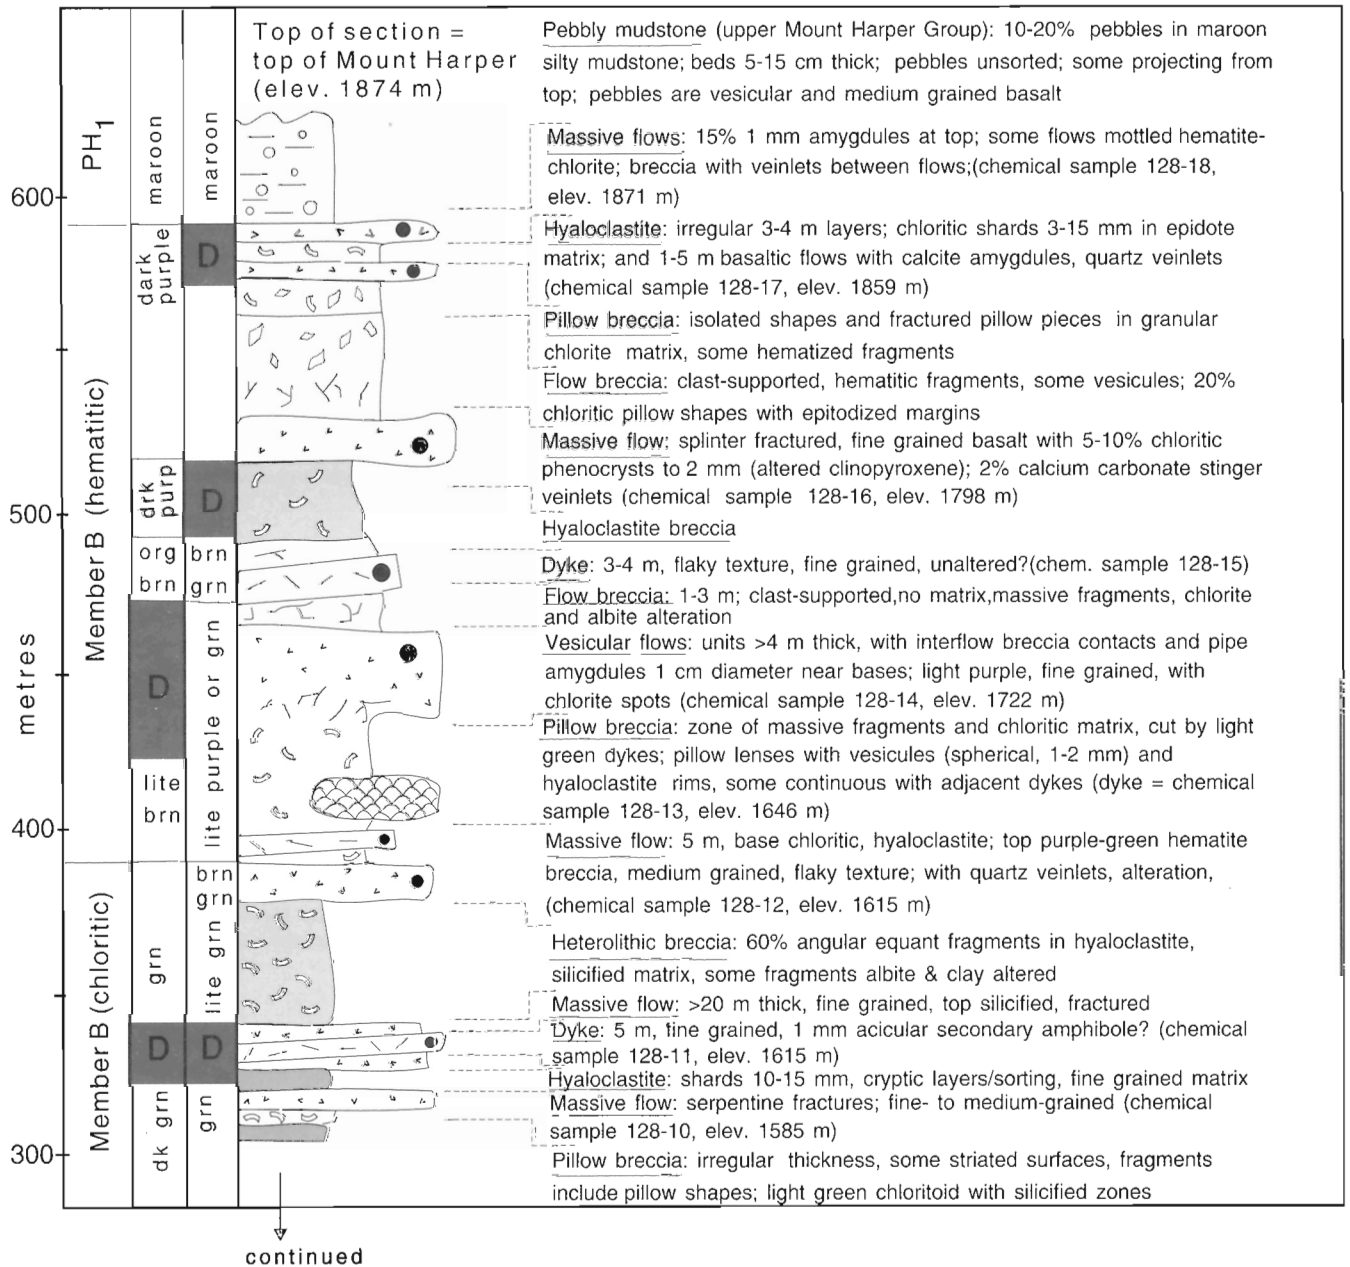 Top of section =
top of Mount Harper
(elev. 1874 m)
Pebbly mudstone (upper Mount Harper Group): 10-20% pebbles in maroon
silty mudstone; beds 5-15 cm thick; pebbles unsorted; some projecting from
top; pebbles are vesicular and medium grained basalt
Massive flows: 15% 1 mm amygdules at top; some flows mottled hematite-
chlorite; breccia with veinlets between flows;(chemical sample 128-18,
elev. 1871 m)
Hyaloclastite: irregular 3-4 m layers; chloritic shards 3-15 mm in epidote
matrix; and 1-5 m basaltic flows with calcite amygdules, quartz veinlets
(chemical sample 128-17, elev. 1859 m)
Pillow breccia: isolated shapes and fractured pillow pieces in granular
chlorite matrix, some hematized fragments
Flow breccia: clast-supported, hematitic fragments, some vesicules; 20%
chloritic pillow shapes with epitodized margins
Massive flow: splinter fractured, fine grained basalt with 5-10% chloritic
phenocrysts to 2 mm (altered clinopyroxene); 2% calcium carbonate stinger
veinlets (chemical sample 128-16, elev. 1798 m)
Hyaloclastite breccia
Dyke: 3-4 m, flaky texture, fine grained, unaltered?(chem. sample 128-15)
Flow breccia: 1-3 m; clast-supported,no matrix,massive fragments, chlorite
and albite alteration
Vesicular flows: units >4 m thick, with interflow breccia contacts and pipe
amygdules 1 cm diameter near bases; light purple, fine grained, with
chlorite spots (chemical sample 128-14, elev. 1722 m)
Pillow breccia: zone of massive fragments and chloritic matrix, cut by light
green dykes; pillow lenses with vesicules (spherical, 1-2 mm) and
hyaloclastite rims, some continuous with adjacent dykes (dyke = chemical
sample 128-13, elev. 1646 m)
Massive flow: 5 m, base chloritic, hyaloclastite; top purple-green hematite
breccia, medium grained, flaky texture; with quartz veinlets, alteration,
(chemical sample 128-12, elev. 1615 m)
Heterolithic breccia: 60% angular equant fragments in hyaloclastite,
silicified matrix, some fragments albite & clay altered
Massive flow: >20 m thick, fine grained, top silicified, fractured
Dyke: 5 m, fine grained, 1 mm acicular secondary amphibole? (chemical
sample 128-11, elev. 1615 m)
Hyaloclastite: shards 10-15 mm, cryptic layers/sorting, fine grained matrix
Massive flow: serpentine fractures; fine- to medium-grained (chemical
sample 128-10, elev. 1585 m)
Pillow breccia: irregular thickness, some striated surfaces, fragments
include pillow shapes; light green chloritoid with silicified zones
metres
600
500
400
300
PH1
Member B (hematitic)
Member B (chloritic)
maroon
dark
purple
drk
purp
org
brn
D
lite
brn
grn
D
dk grn
maroon
D
D
brn
grn
lite purple or grn
brn
grn
lite grn
D
grn
continued